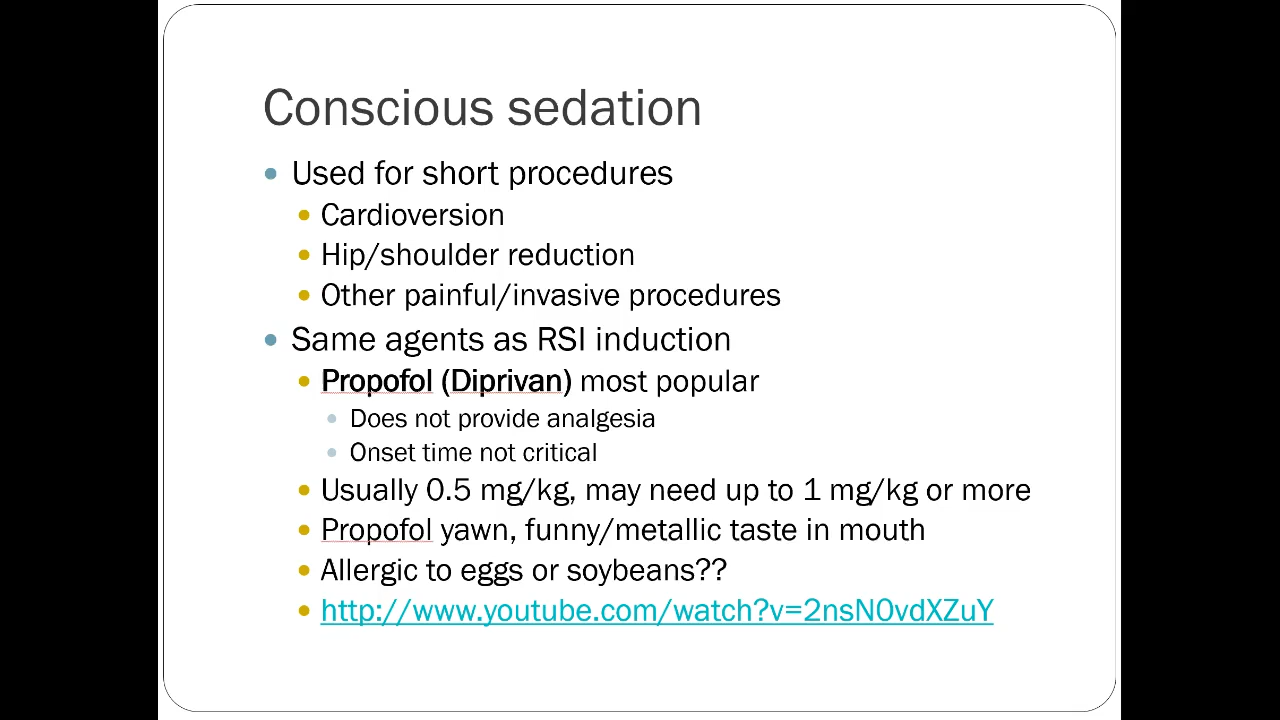 Conscious sedation
Used for short procedures
Cardioversion
Hip/shoulder reduction
Other painful/invasive procedures
Same agents as RSI induction
Propofol (Diprivan) most popular
Does not provide analgesia
Onset time not critical
Usually 0.5 mg/kg, may need up to 1 mg/kg or more
Propofol yawn, funny/metallic taste in mouth
Allergic to eggs or soybeans??
http://www.youtube.com/watch?v=2nsN0vdXZuY